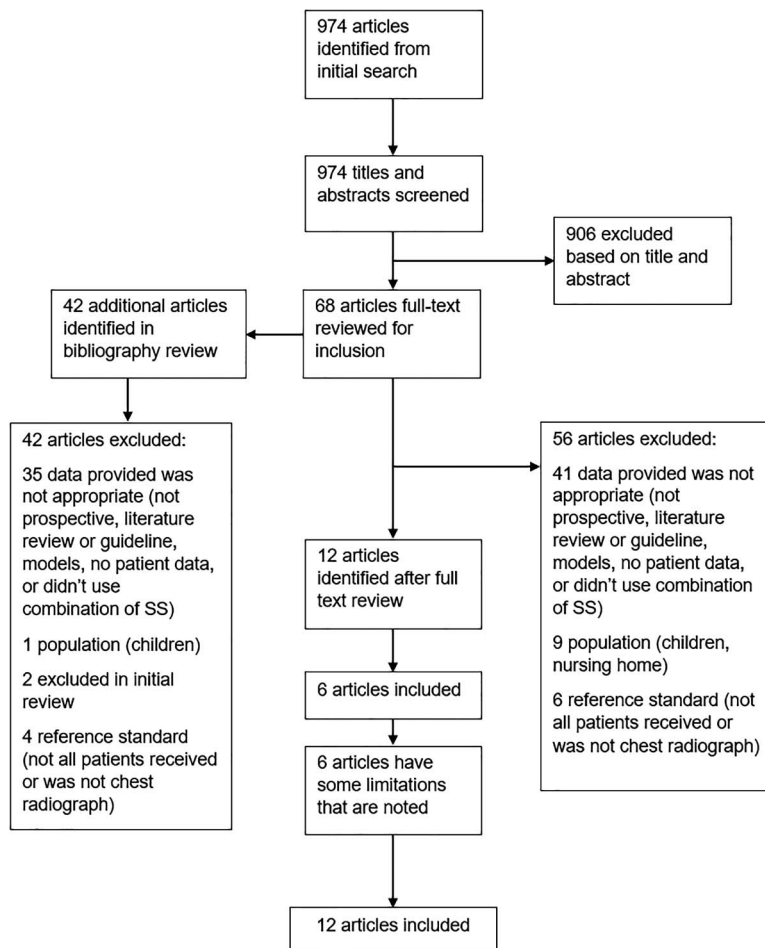 974 articles
identified from
initial search
974 titles and
abstracts screened
906 excluded
based on title and
abstract
42 additional articles
identified in
bibliography review
68 articles full-text
reviewed for
inclusion
42 articles excluded:
35 data provided was
not appropriate (not
prospective, literature
review or guideline,
models, no patient data,
or didn't use
combination of SS)
1 population (children)
2 excluded in initial
review
4 reference standard
(not all patients received
or was not chest
radiograph)
56 articles excluded:
41 data provided was not
appropriate (not
prospective, literature
review or guideline,
models, no patient data,
or didn't use combination
of SS)
9 population (children,
nursing home)
6 reference standard (not
all patients received or
was not chest radiograph)
12 articles
identified after full
text review
6 articles included
6 articles have
some limitations
that are noted
12 articles included